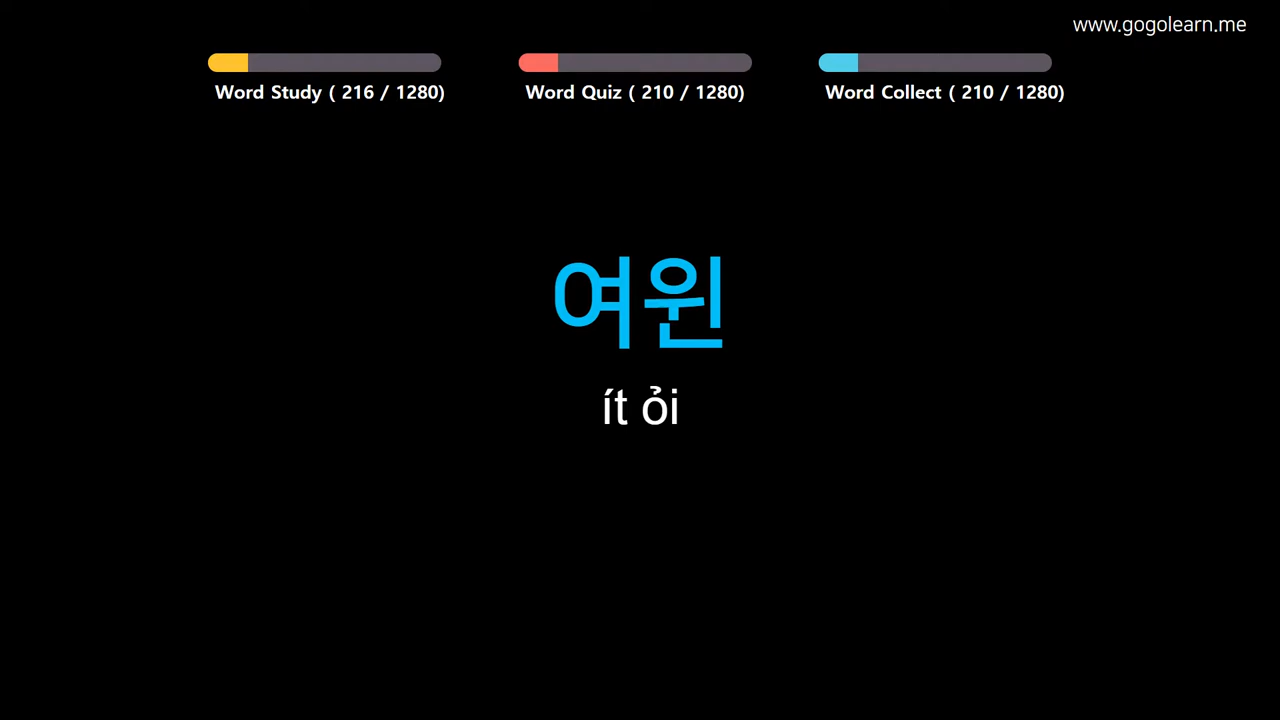 www.gogolearn.me
Word Study ( 216 / 1280)
Word Quiz ( 210 / 1280)
Word Collect ( 210 / 1280)
여윈
ít ỏi